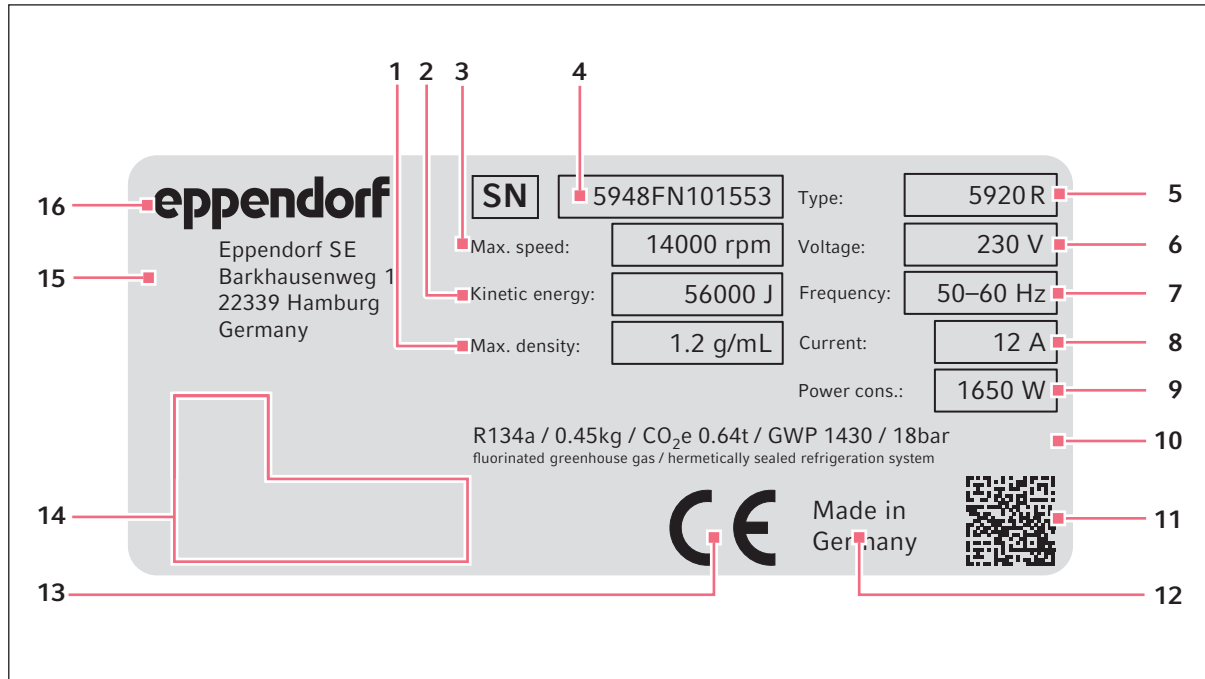 1 2 3 4
16 eppendorf SN 5948FN101553 Type: 5920 R 5
Eppendorf SE Max. speed: 14000 rpm Voltage: 230 V 6
15 Barkhausenweg 1
22339 Hamburg Kinetic energy: 56000 J Frequency: 50–60 Hz 7
Germany Max. density: 1.2 g/mL Current: 12 A 8
Power cons.: 1650 W 9
R134a / 0.45kg / CO₂e 0.64t / GWP 1430 / 18bar 10
fluorinated greenhouse gas / hermetically sealed refrigeration system
14 CE Made in 11
Germany
13 12